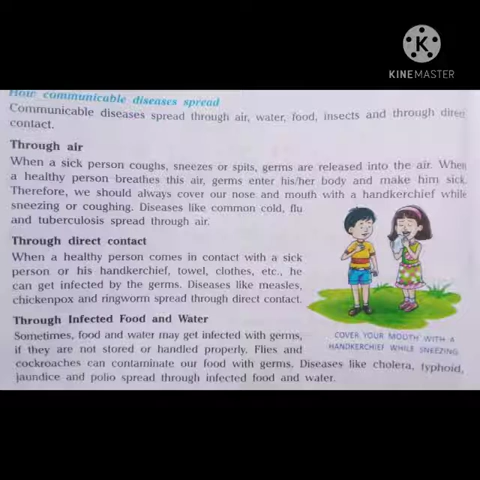 KINEMASTER
How communicable diseases spread
Communicable diseases spread through air, water, food, insects and through direct
contact.
Through air
When a sick person coughs, sneezes or spits, germs are released into the air. When
a healthy person breathes this air, germs enter his/her body and make him sick.
Therefore, we should always cover our nose and mouth with a handkerchief while
sneezing or coughing. Diseases like common cold, flu
and tuberculosis spread through air.
Through direct contact
When a healthy person comes in contact with a sick
person or his handkerchief, towel, clothes, etc., he
can get infected by the germs. Diseases like measles,
chickenpox and ringworm spread through direct contact.
Through Infected Food and Water
Sometimes, food and water may get infected with germs,
if they are not stored or handled properly. Flies and
cockroaches can contaminate our food with germs. Diseases like cholera, typhoid,
jaundice and polio spread through infected food and water.
COVER YOUR MOUTH WITH A
HANDKERCHIEF WHILE SNEEZING